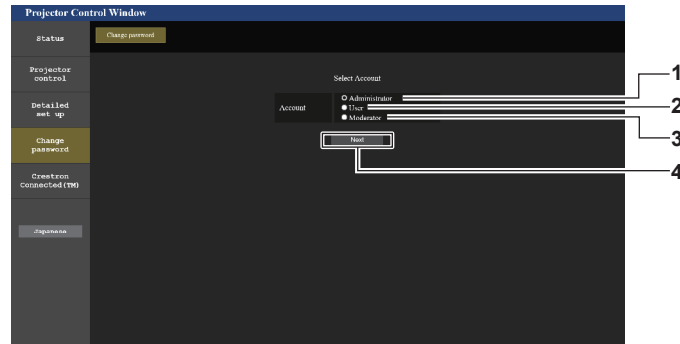 Projector Control Window
Status
Change password
Projector
control
Select Account
Account
Administrator
User
Moderator
Detailed
set up
Next
Change
password
Crestron
Connected(TM)
Japanese
1
2
3
4